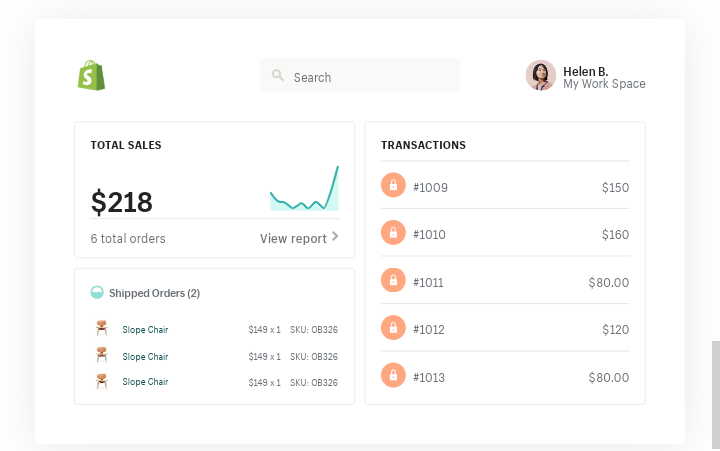 Search
Helen B.
My Work Space
TOTAL SALES
$218
6 total orders
View report
Shipped Orders (2)
Slope Chair $149 x 1 SKU: OB326
Slope Chair $149 x 1 SKU: OB326
Slope Chair $149 x 1 SKU: OB326
TRANSACTIONS
#1009 $150
#1010 $160
#1011 $80.00
#1012 $120
#1013 $80.00